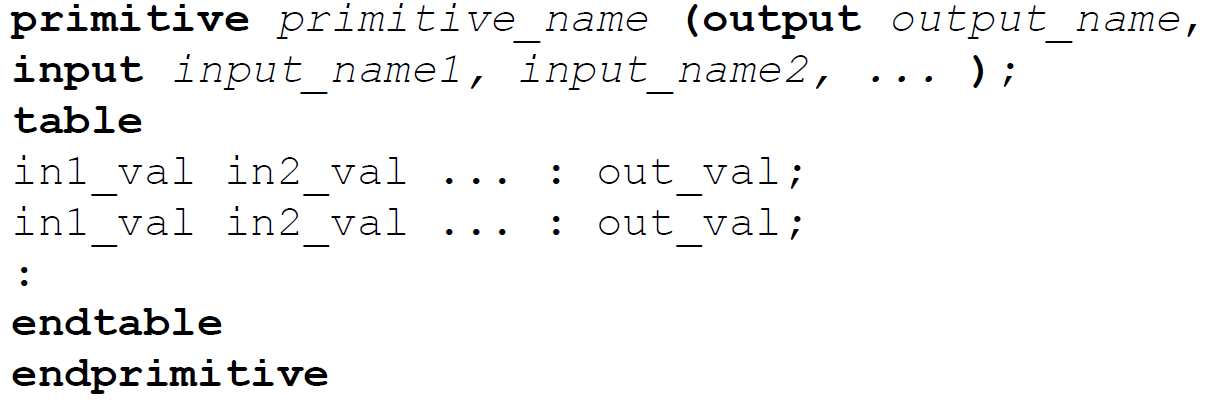 primitive primitive_name (output output_name,
input input_name1, input_name2, ... );
table
in1_val in2_val ... : out_val;
in1_val in2_val ... : out_val;
:
endtable
endprimitive